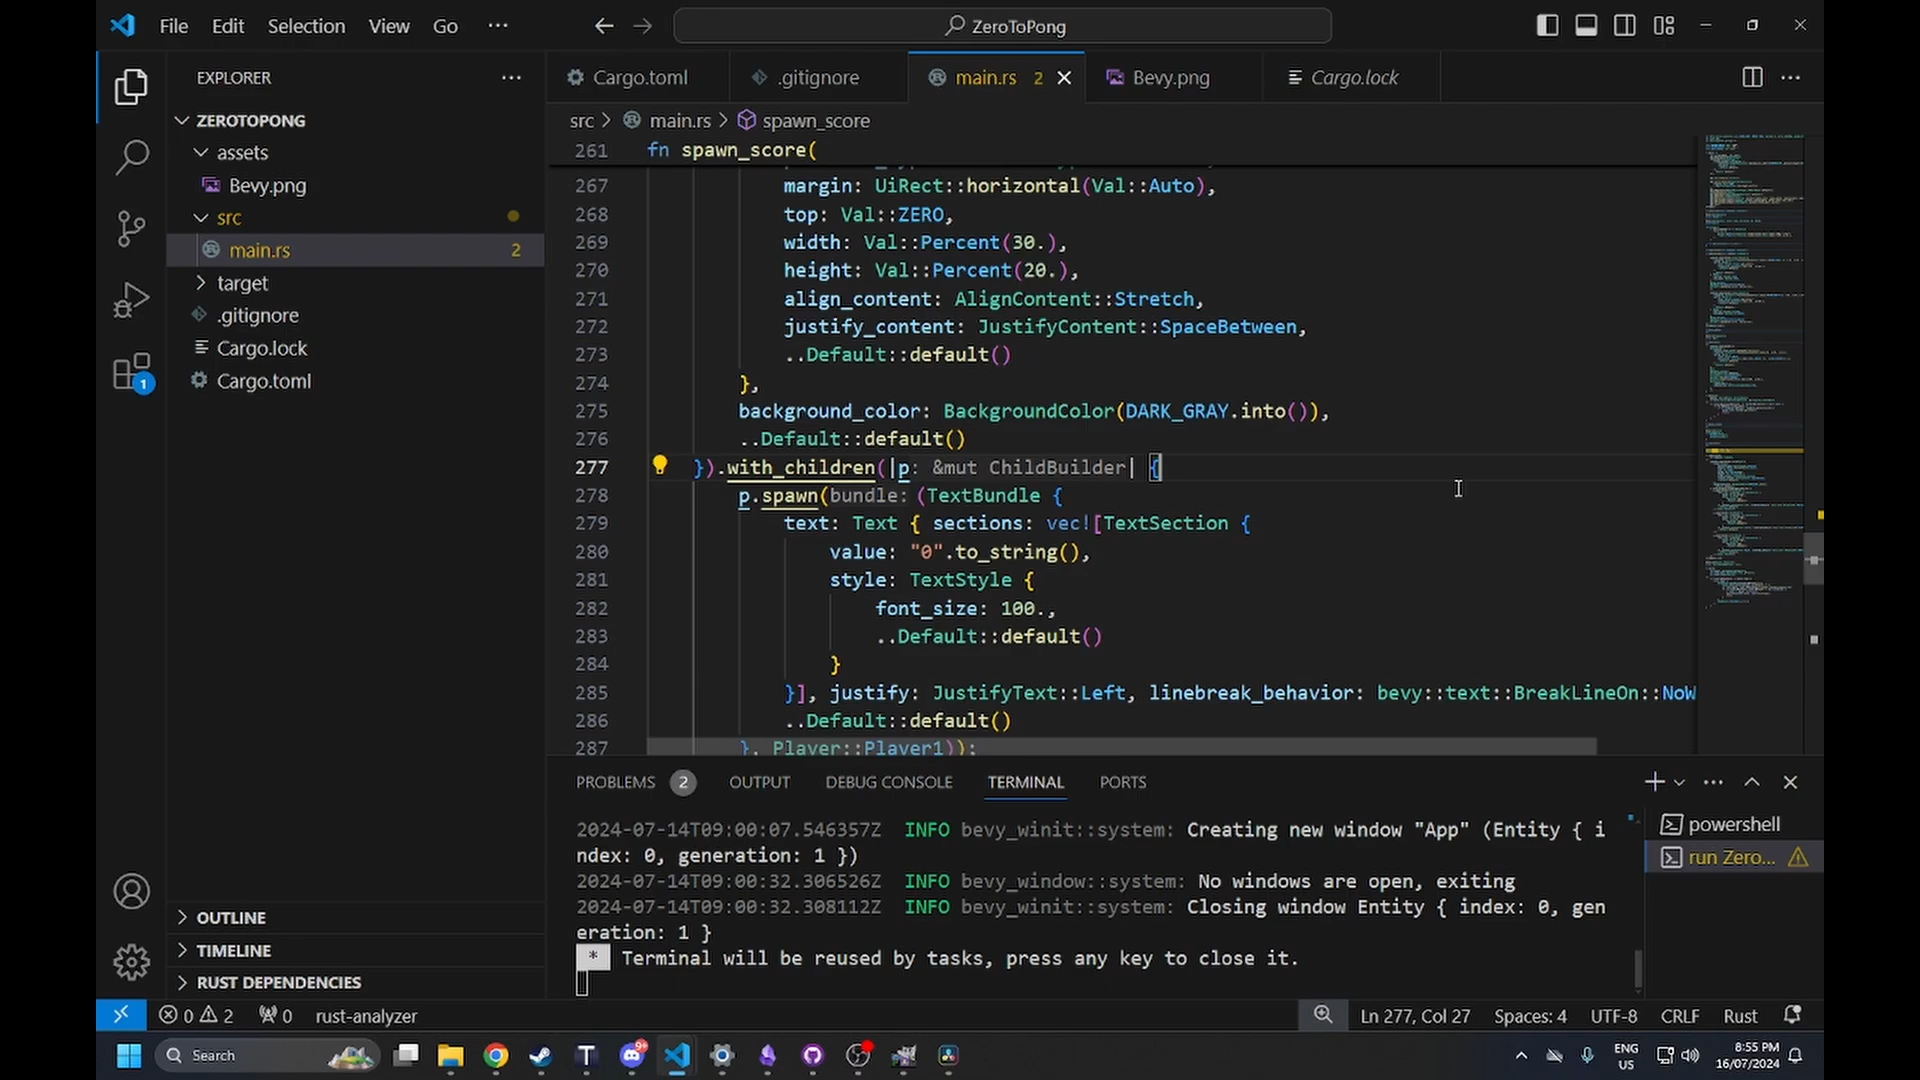 File Edit Selection View Go ···
ZeroToPong
EXPLORER
Cargo.toml
.gitignore
main.rs 2
Bevy.png
Cargo.lock
ZEROTOPONG
assets
Bevy.png
src
main.rs 2
target
.gitignore
Cargo.lock
Cargo.toml
OUTLINE
TIMELINE
RUST DEPENDENCIES
1
src > main.rs > spawn_score
261 fn spawn_score(
267 margin: UiRect::horizontal(Val::Auto),
268 top: Val::ZERO,
269 width: Val::Percent(30.),
270 height: Val::Percent(20.),
271 align_content: AlignContent::Stretch,
272 justify_content: JustifyContent::SpaceBetween,
273 ..Default::default()
274 },
275 background_color: BackgroundColor(DARK_GRAY.into()),
276 ..Default::default()
277 }).with_children(|p: &mut ChildBuilder| {
278 p.spawn(bundle: (TextBundle {
279 text: Text { sections: vec![TextSection {
280 value: "0".to_string(),
281 style: TextStyle {
282 font_size: 100.,
283 ..Default::default()
284 }
285 }], justify: JustifyText::Left, linebreak_behavior: bevy::text::BreakLineOn::NoW
286 ..Default::default()
287 }, Player::Player1));
PROBLEMS 2 OUTPUT DEBUG CONSOLE TERMINAL PORTS
2024-07-14T09:00:07.546357Z INFO bevy_winit::system: Creating new window "App" (Entity { i
ndex: 0, generation: 1 })
2024-07-14T09:00:32.306526Z INFO bevy_window::system: No windows are open, exiting
2024-07-14T09:00:32.308112Z INFO bevy_winit::system: Closing window Entity { index: 0, gen
eration: 1 }
* Terminal will be reused by tasks, press any key to close it.
powershell
run Zero...
0 2 0 rust-analyzer
Ln 277, Col 27 Spaces: 4 UTF-8 CRLF Rust
Search
ENG
US
8:55 PM
16/07/2024